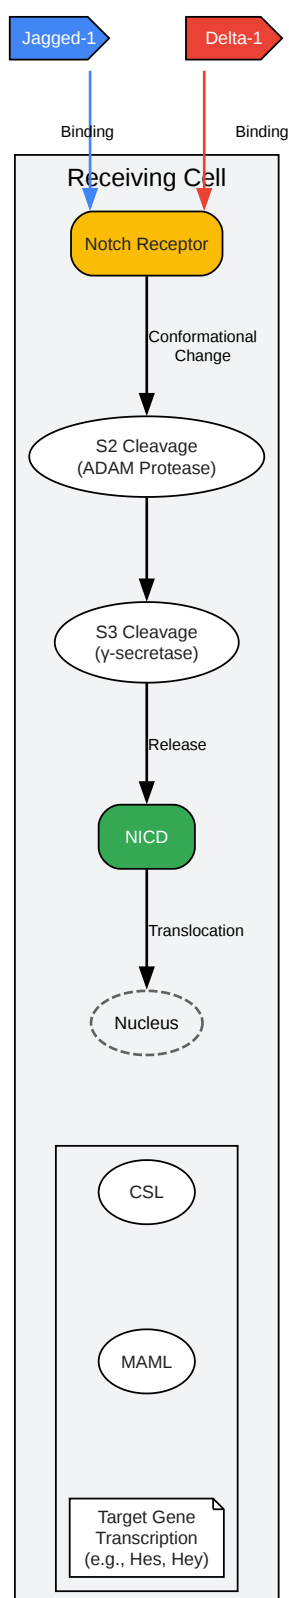 Jagged-1
Delta-1
Binding
Binding
Receiving Cell
Notch Receptor
Conformational
Change
S2 Cleavage
(ADAM Protease)
S3 Cleavage
(γ-secretase)
Release
NICD
Translocation
Nucleus
CSL
MAML
Target Gene
Transcription
(e.g., Hes, Hey)